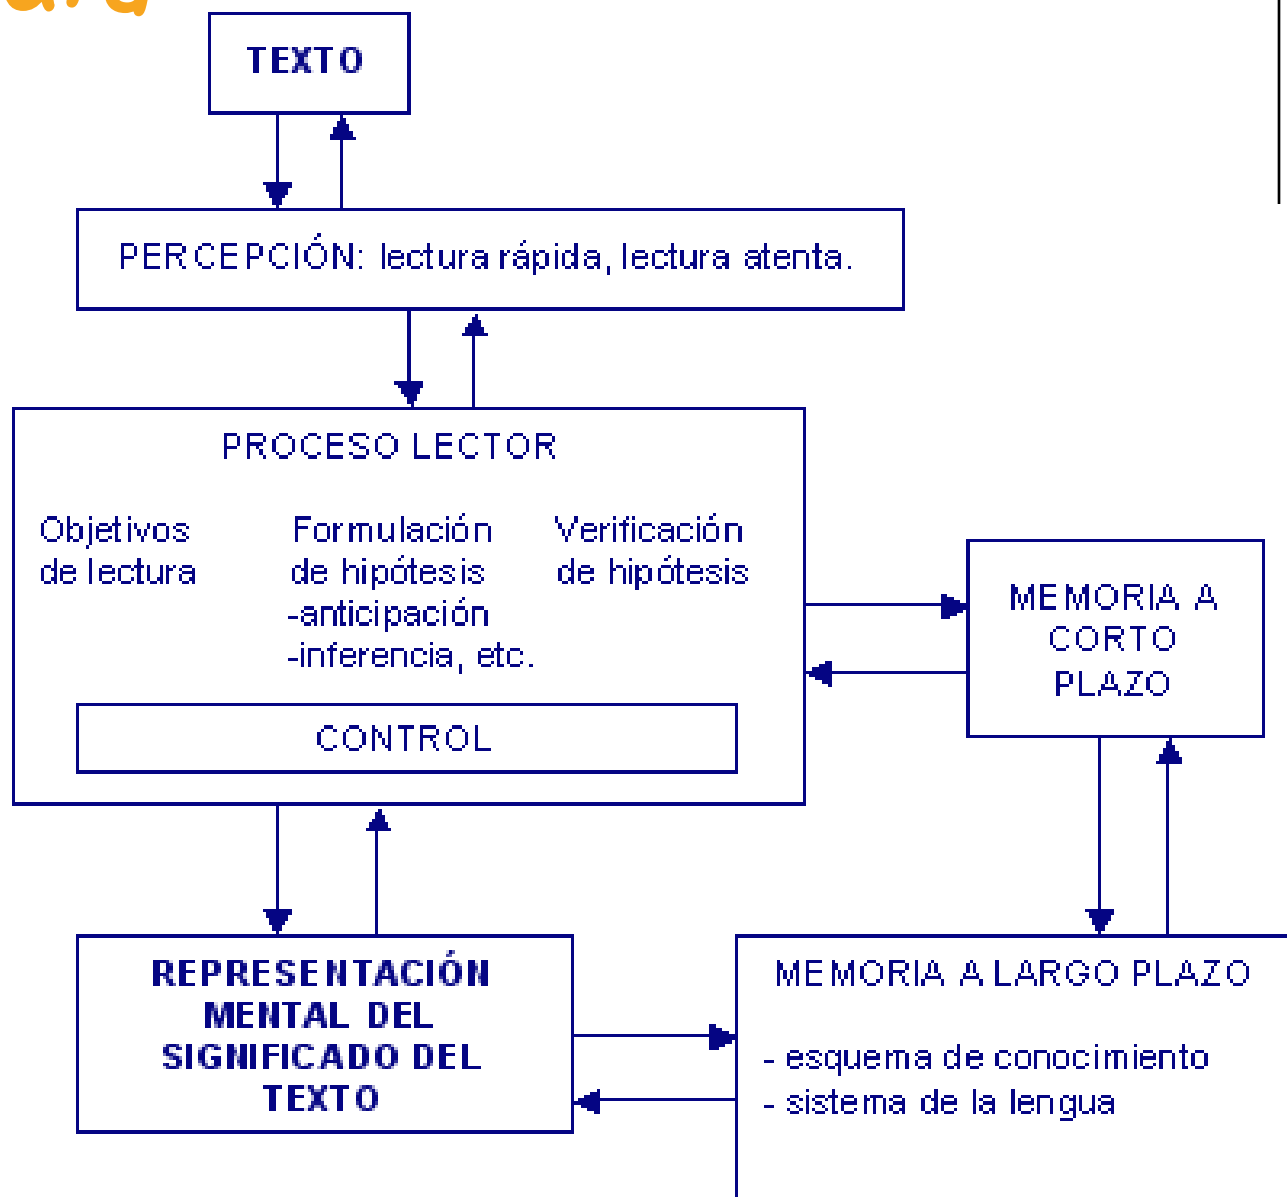 TEXTO
PERCEPCIÓN: lectura rápida, lectura atenta.
PROCESO LECTOR
Objetivos
de lectura
Formulación
de hipótesis
-anticipación
-inferencia, etc.
Verificación
de hipótesis
CONTROL
MEMORIA A
CORTO
PLAZO
REPRESENTACIÓN
MENTAL DEL
SIGNIFICADO DEL
TEXTO
MEMORIA A LARGO PLAZO
- esquema de conocimiento
- sistema de la lengua